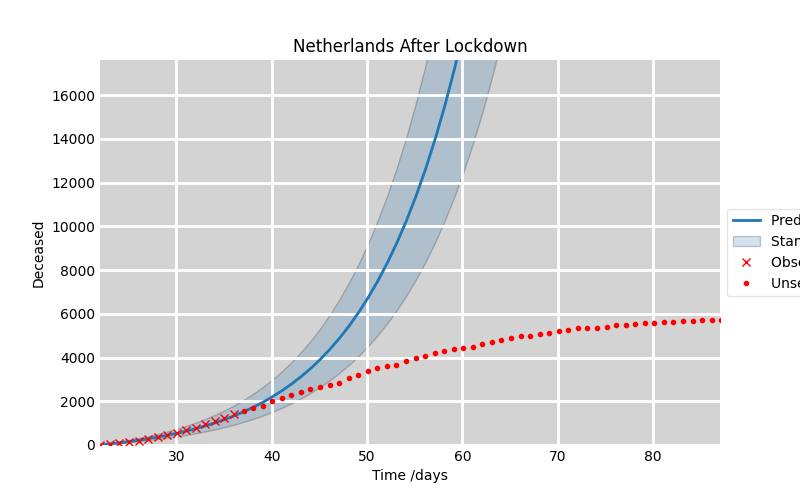 Netherlands After Lockdown
Deceased
16000
14000
12000
10000
8000
6000
4000
2000
0
30 40 50 60 70 80
Time /days
Pred
Stan
Obse
Unse